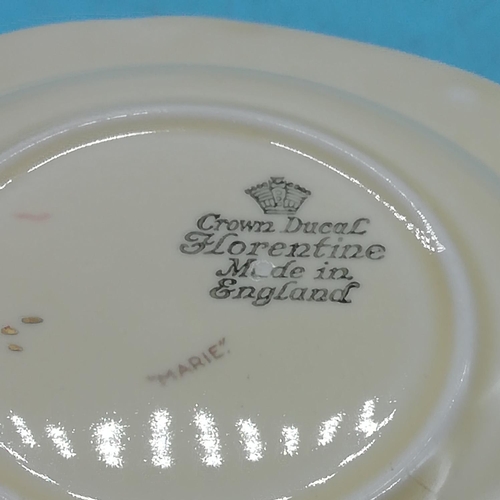 Crown Ducal
Florentine
Made in
England
"MARIE".